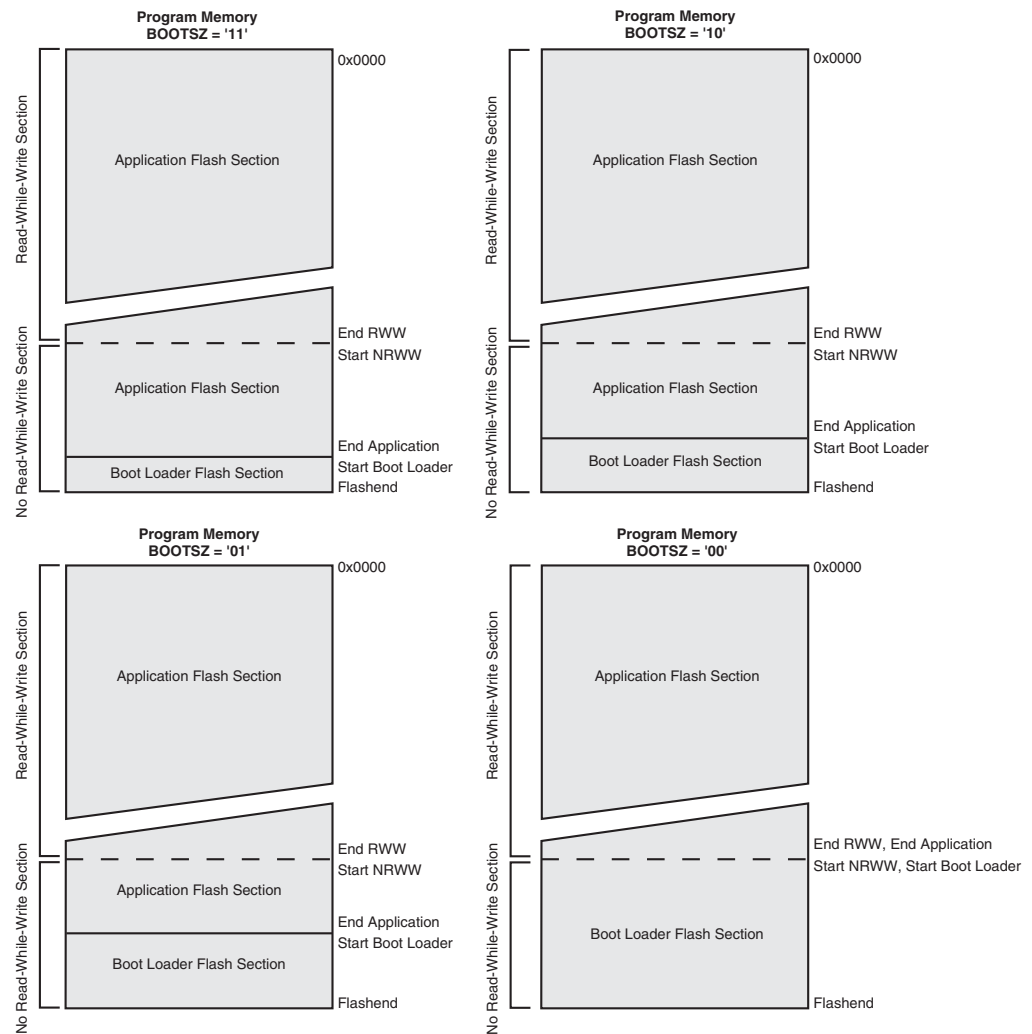 Program Memory
BOOTSZ = '11'
0x0000
Read-While-Write Section
Application Flash Section
End RWW
Start NRWW
No Read-While-Write Section
Application Flash Section
End Application
Start Boot Loader
Boot Loader Flash Section
Flashend
Program Memory
BOOTSZ = '10'
0x0000
Read-While-Write Section
Application Flash Section
End RWW
Start NRWW
No Read-While-Write Section
Application Flash Section
End Application
Start Boot Loader
Boot Loader Flash Section
Flashend
Program Memory
BOOTSZ = '01'
0x0000
Read-While-Write Section
Application Flash Section
End RWW
Start NRWW
No Read-While-Write Section
Application Flash Section
End Application
Start Boot Loader
Boot Loader Flash Section
Flashend
Program Memory
BOOTSZ = '00'
0x0000
Read-While-Write Section
Application Flash Section
End RWW, End Application
Start NRWW, Start Boot Loader
No Read-While-Write Section
Boot Loader Flash Section
Flashend